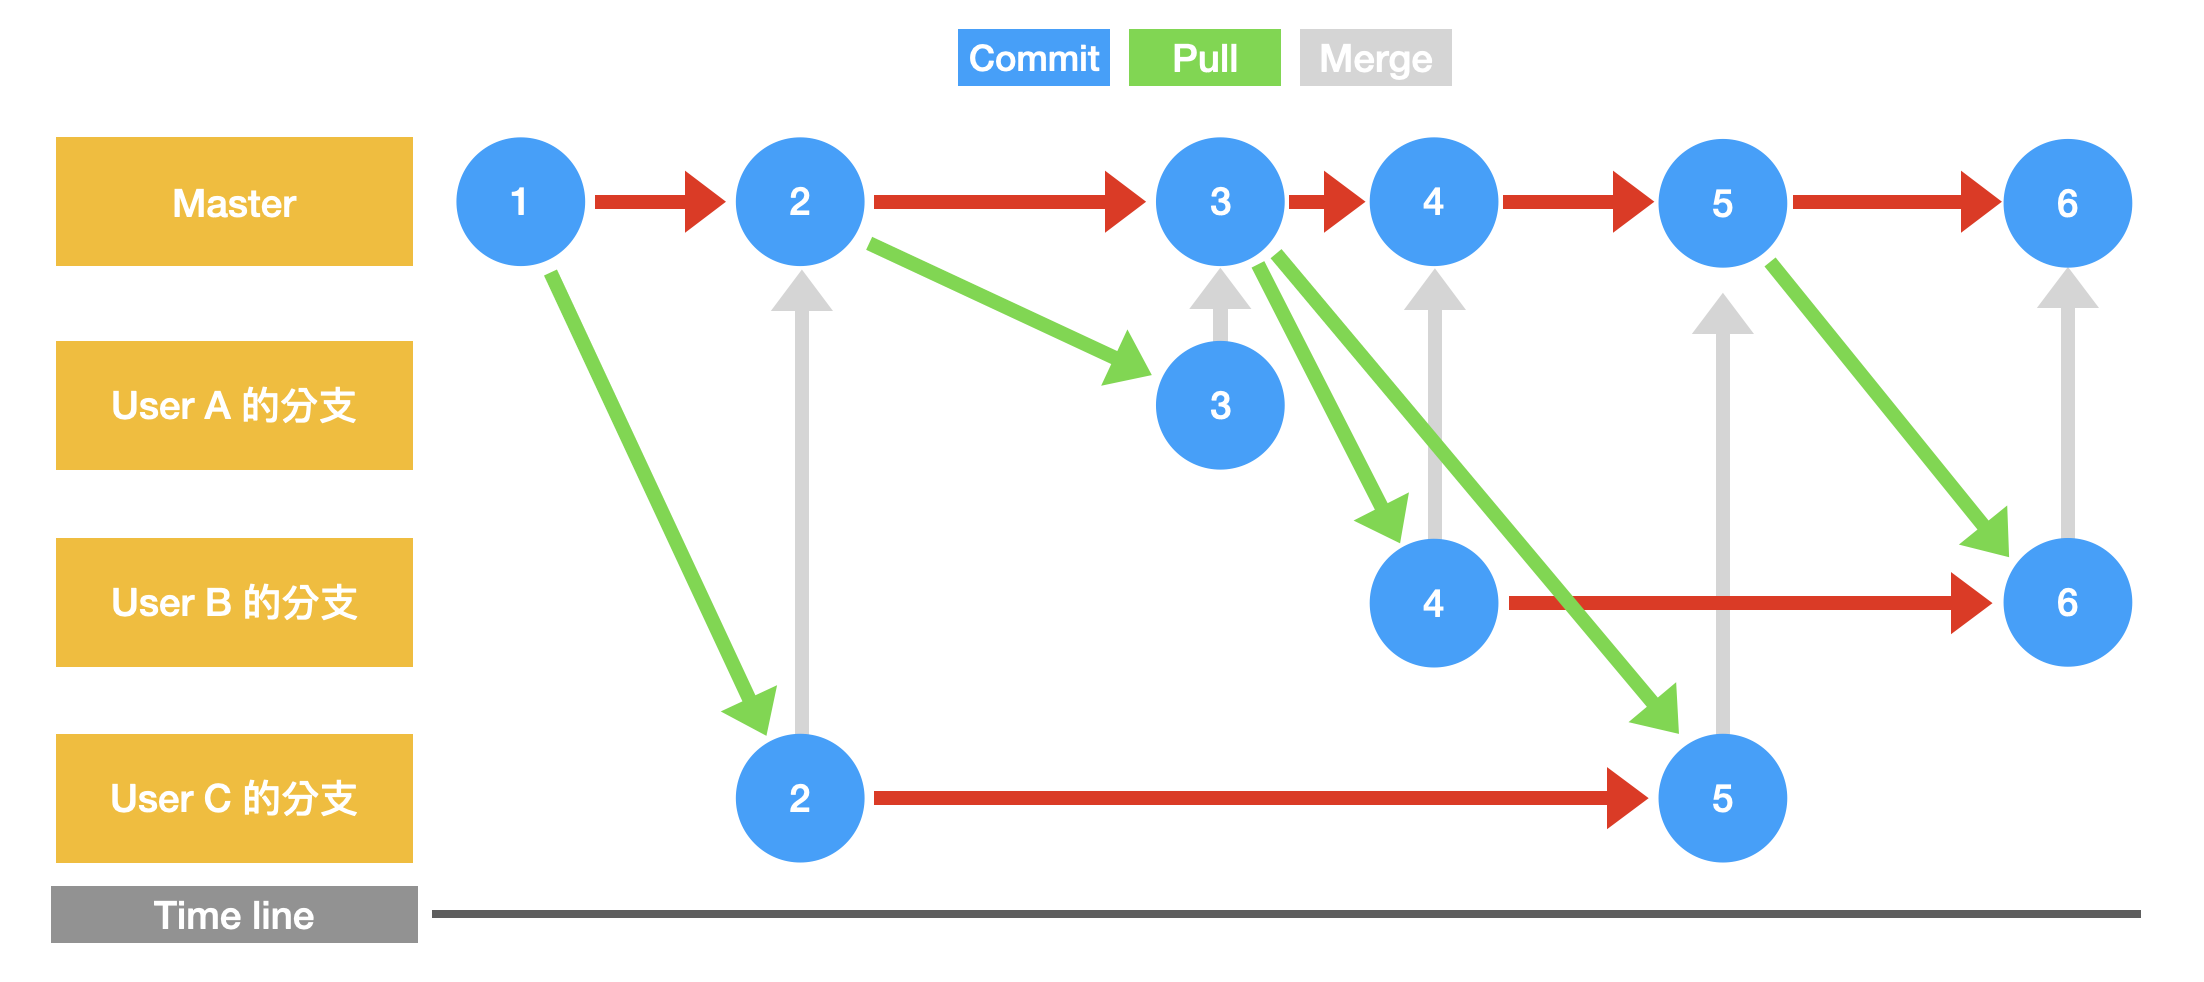 Commit Pull Merge
Master 1 2 3 4 5 6
User A 的分支 3
User B 的分支 4 6
User C 的分支 2 5
Time line